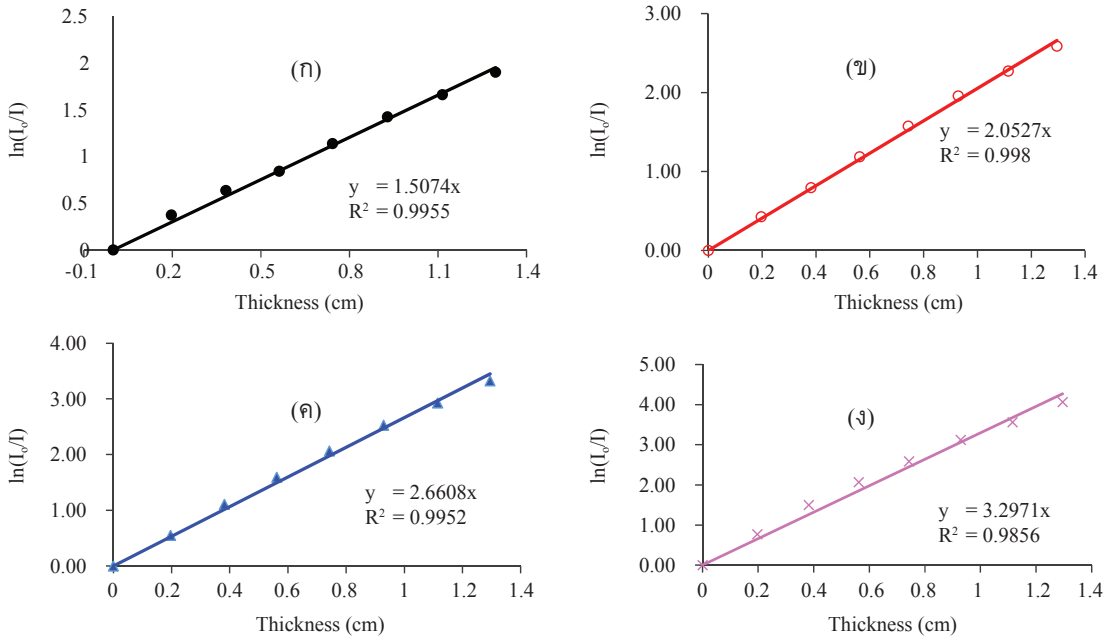 2.5
2
1.5
1
0.5
0
-0.1 0.2 0.5 0.8 1.1 1.4
ln(I₀/I)
Thickness (cm)
(ก)
y = 1.5074x
R² = 0.9955
3.00
2.00
1.00
0.00
0 0.2 0.4 0.6 0.8 1 1.2 1.4
ln(I₀/I)
Thickness (cm)
(ข)
y = 2.0527x
R² = 0.998
4.00
3.00
2.00
1.00
0.00
0 0.2 0.4 0.6 0.8 1 1.2 1.4
ln(I₀/I)
Thickness (cm)
(ค)
y = 2.6608x
R² = 0.9952
5.00
4.00
3.00
2.00
1.00
0.00
0 0.2 0.4 0.6 0.8 1 1.2 1.4
ln(I₀/I)
Thickness (cm)
(ง)
y = 3.2971x
R² = 0.9856